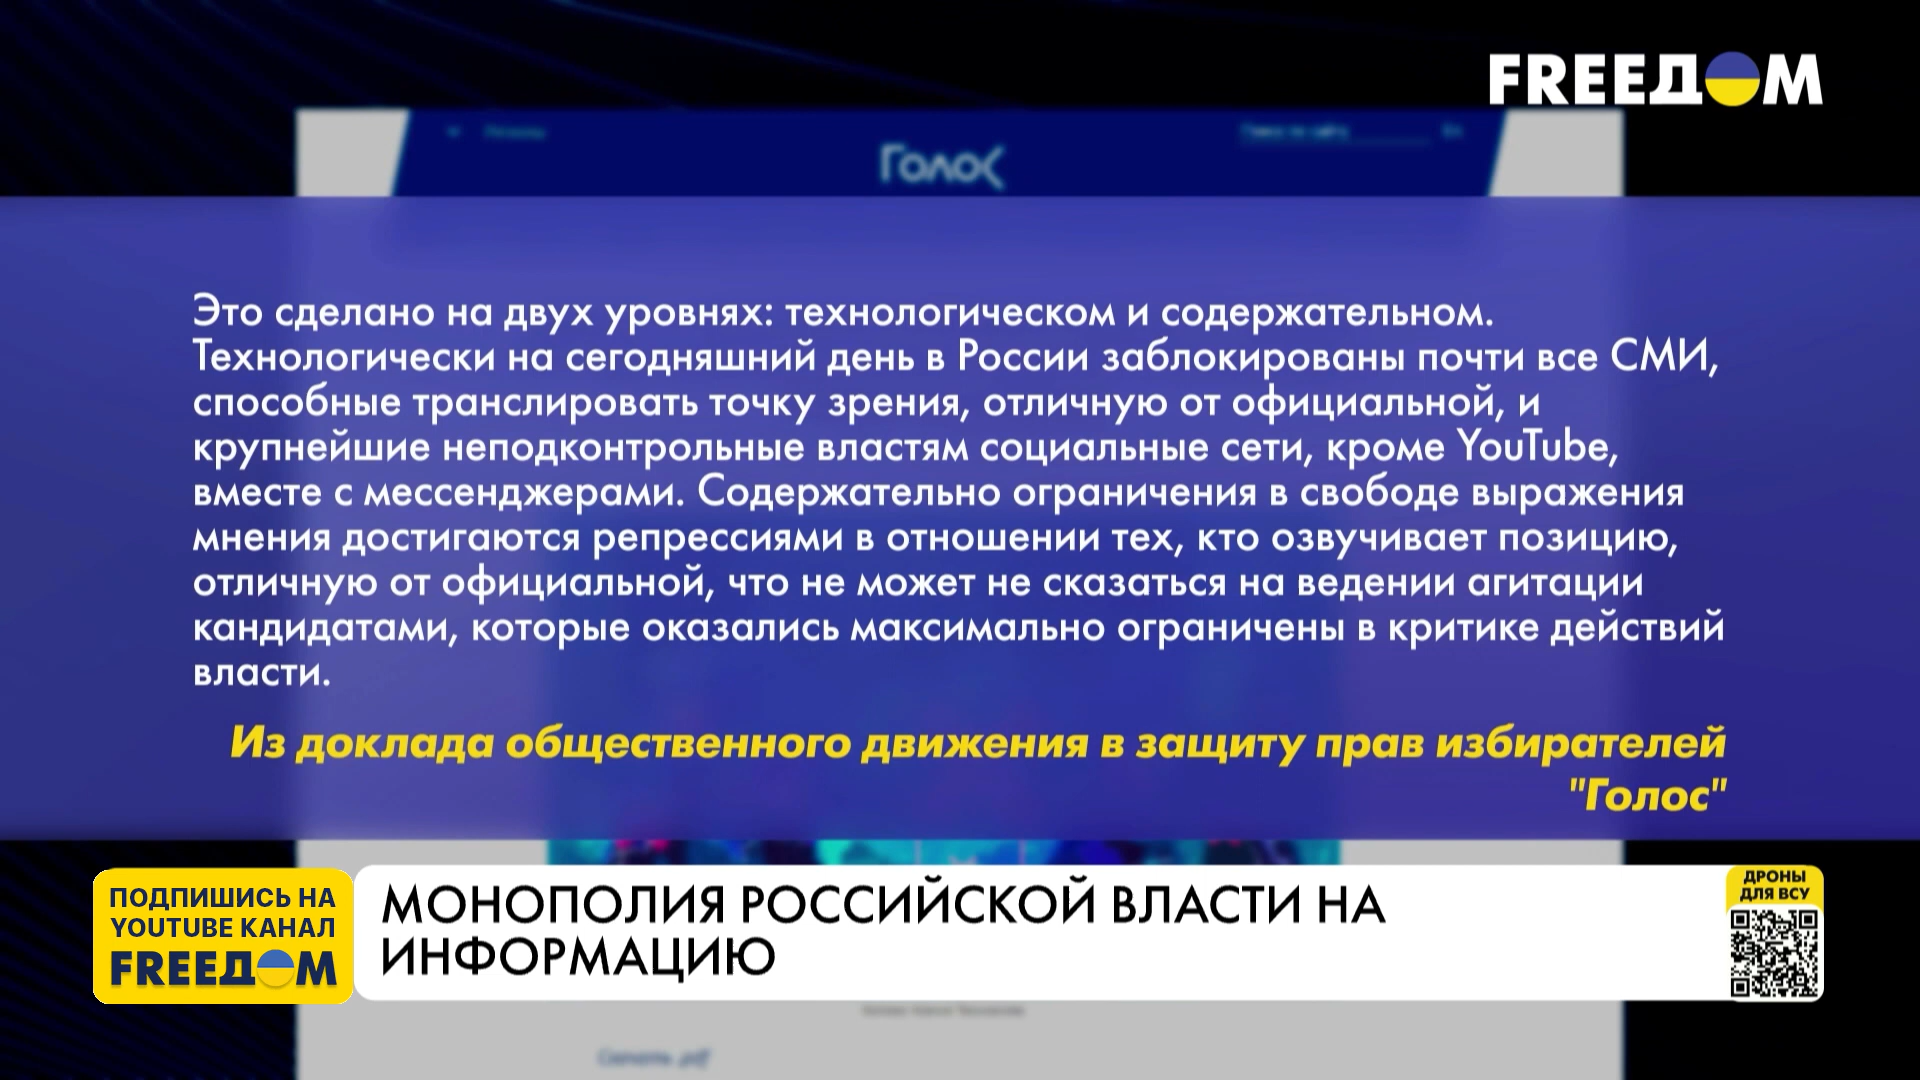 FREEДОМ
Голос
Это сделано на двух уровнях: технологическом и содержательном.
Технологически на сегодняшний день в России заблокированы почти все СМИ,
способные транслировать точку зрения, отличную от официальной, и
крупнейшие неподконтрольные властям социальные сети, кроме YouTube,
вместе с мессенджерами. Содержательно ограничения в свободе выражения
мнения достигаются репрессиями в отношении тех, кто озвучивает позицию,
отличную от официальной, что не может не сказаться на ведении агитации
кандидатами, которые оказались максимально ограничены в критике действий
власти.
Из доклада общественного движения в защиту прав избирателей
"Голос"
ПОДПИШИСЬ НА
YOUTUBE КАНАЛ
FREEДОМ
МОНОПОЛИЯ РОССИЙСКОЙ ВЛАСТИ НА
ИНФОРМАЦИЮ
ДРОНЫ
ДЛЯ ВСУ
Скачать .pdf